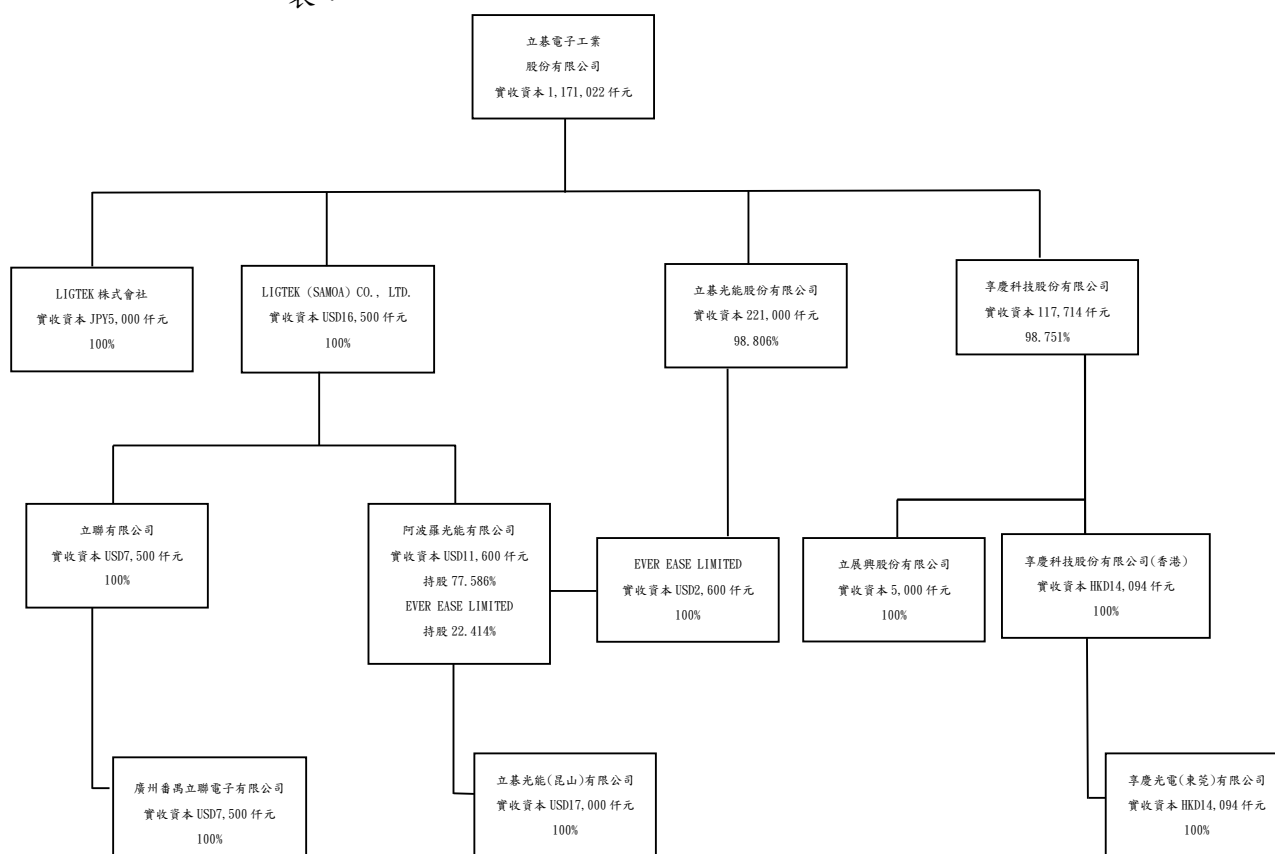 立碁電子工業
股份有限公司
實收資本 1,171,022 仟元
LIGTEK 株式會社
實收資本 JPY5,000 仟元
100%
LIGTEK (SAMOA) CO., LTD.
實收資本 USD16,500 仟元
100%
立碁光能股份有限公司
實收資本 221,000 仟元
98.806%
享慶科技股份有限公司
實收資本 117,714 仟元
98.751%
立聯有限公司
實收資本 USD7,500 仟元
100%
阿波羅光能有限公司
實收資本 USD11,600 仟元
持股 77.586%
EVER EASE LIMITED
持股 22.414%
EVER EASE LIMITED
實收資本 USD2,600 仟元
100%
立展興股份有限公司
實收資本 5,000 仟元
100%
享慶科技股份有限公司(香港)
實收資本 HKD14,094 仟元
100%
廣州番禺立聯電子有限公司
實收資本 USD7,500 仟元
100%
立碁光能(昆山)有限公司
實收資本 USD17,000 仟元
100%
享慶光電(東莞)有限公司
實收資本 HKD14,094 仟元
100%